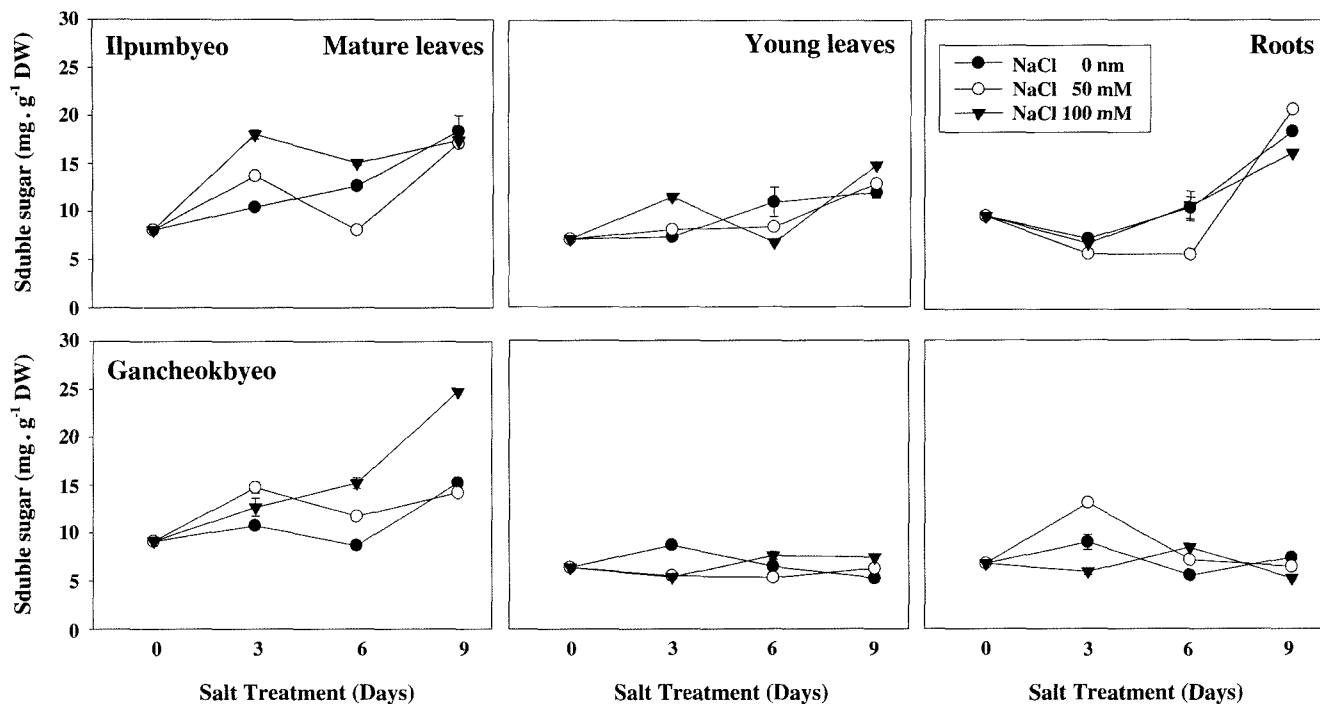 Ilpumbyeo Mature leaves
Young leaves
Roots
NaCl 0 nm
NaCl 50 mM
NaCl 100 mM
30
25
20
15
10
5
0
Sduble sugar (mg. g-1 DW)
Gancheokbyeo
30
25
20
15
10
5
0
Sduble sugar (mg. g-1 DW)
0 3 6 9
0 3 6 9
0 3 6 9
Salt Treatment (Days)
Salt Treatment (Days)
Salt Treatment (Days)